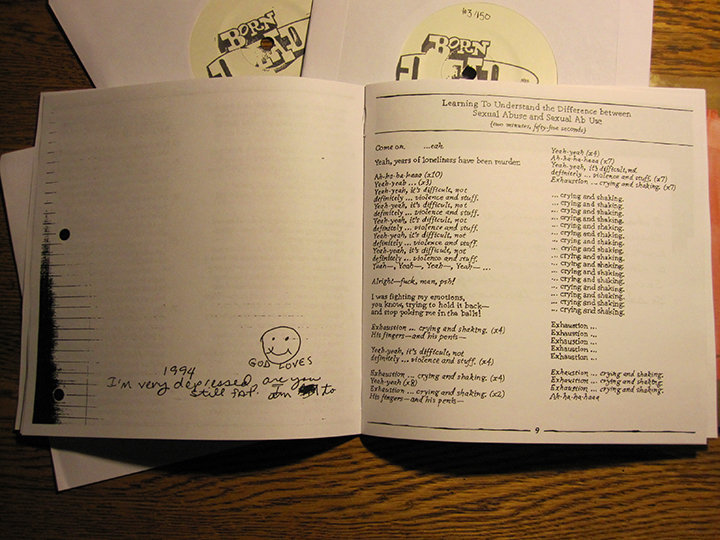 BORN
#3/150
BORN
GOD LOVES
1994
I'm very depressed, are you
still fat. I am to
Learning To Understand the Difference between
Sexual Abuse and Sexual Ab Use
(two minutes, fifty-five seconds)
Come on. ...eah.
Yeah, years of loneliness have been murder.
Ah-ha-ha-haaa (x10)
Yeah-yeah ... (x3)
Yeah-yeah, it's difficult, not
definitely ... violence and stuff.
Yeah-yeah, it's difficult, not
definitely ... violence and stuff.
Yeah-yeah, it's difficult, not
definitely ... violence and stuff.
Yeah-yeah, it's difficult, not
definitely ... violence and stuff.
Yeah-yeah, it's difficult, not
definitely ... violence and stuff.
Yeah—, Yeah—, Yeah—, Yeah— ...
Alright—fuck, man, psh!
I was fighting my emotions,
you know, trying to hold it back—
and stop poking me in the balls!
Exhaustion ... crying and shaking. (x4)
His fingers—and his penis—
Yeah-yeah, it's difficult, not
definitely ... violence and stuff. (x4)
Exhaustion ... crying and shaking. (x4)
Yeah-yeah (x8)
Exhaustion ... crying and shaking. (x2)
His fingers—and his penis—
Yeah-yeah (x4)
Ah-ha-ha-haaa (x7)
Yeah-yeah, it's difficult, not
definitely ... violence and stuff. (x7)
Exhaustion ... crying and shaking. (x7)
... crying and shaking.
... crying and shaking.
... crying and shaking.
... crying and shaking.
... crying and shaking.
... crying and shaking.
... crying and shaking.
... crying and shaking.
... crying and shaking.
... crying and shaking.
... crying and shaking.
... crying and shaking.
... crying and shaking.
... crying and shaking.
Exhaustion ...
Exhaustion ...
Exhaustion ...
Exhaustion ...
Exhaustion ...
Exhaustion ... crying and shaking.
Exhaustion ... crying and shaking.
Exhaustion ... crying and shaking.
Ah-ha-ha-haaa
9